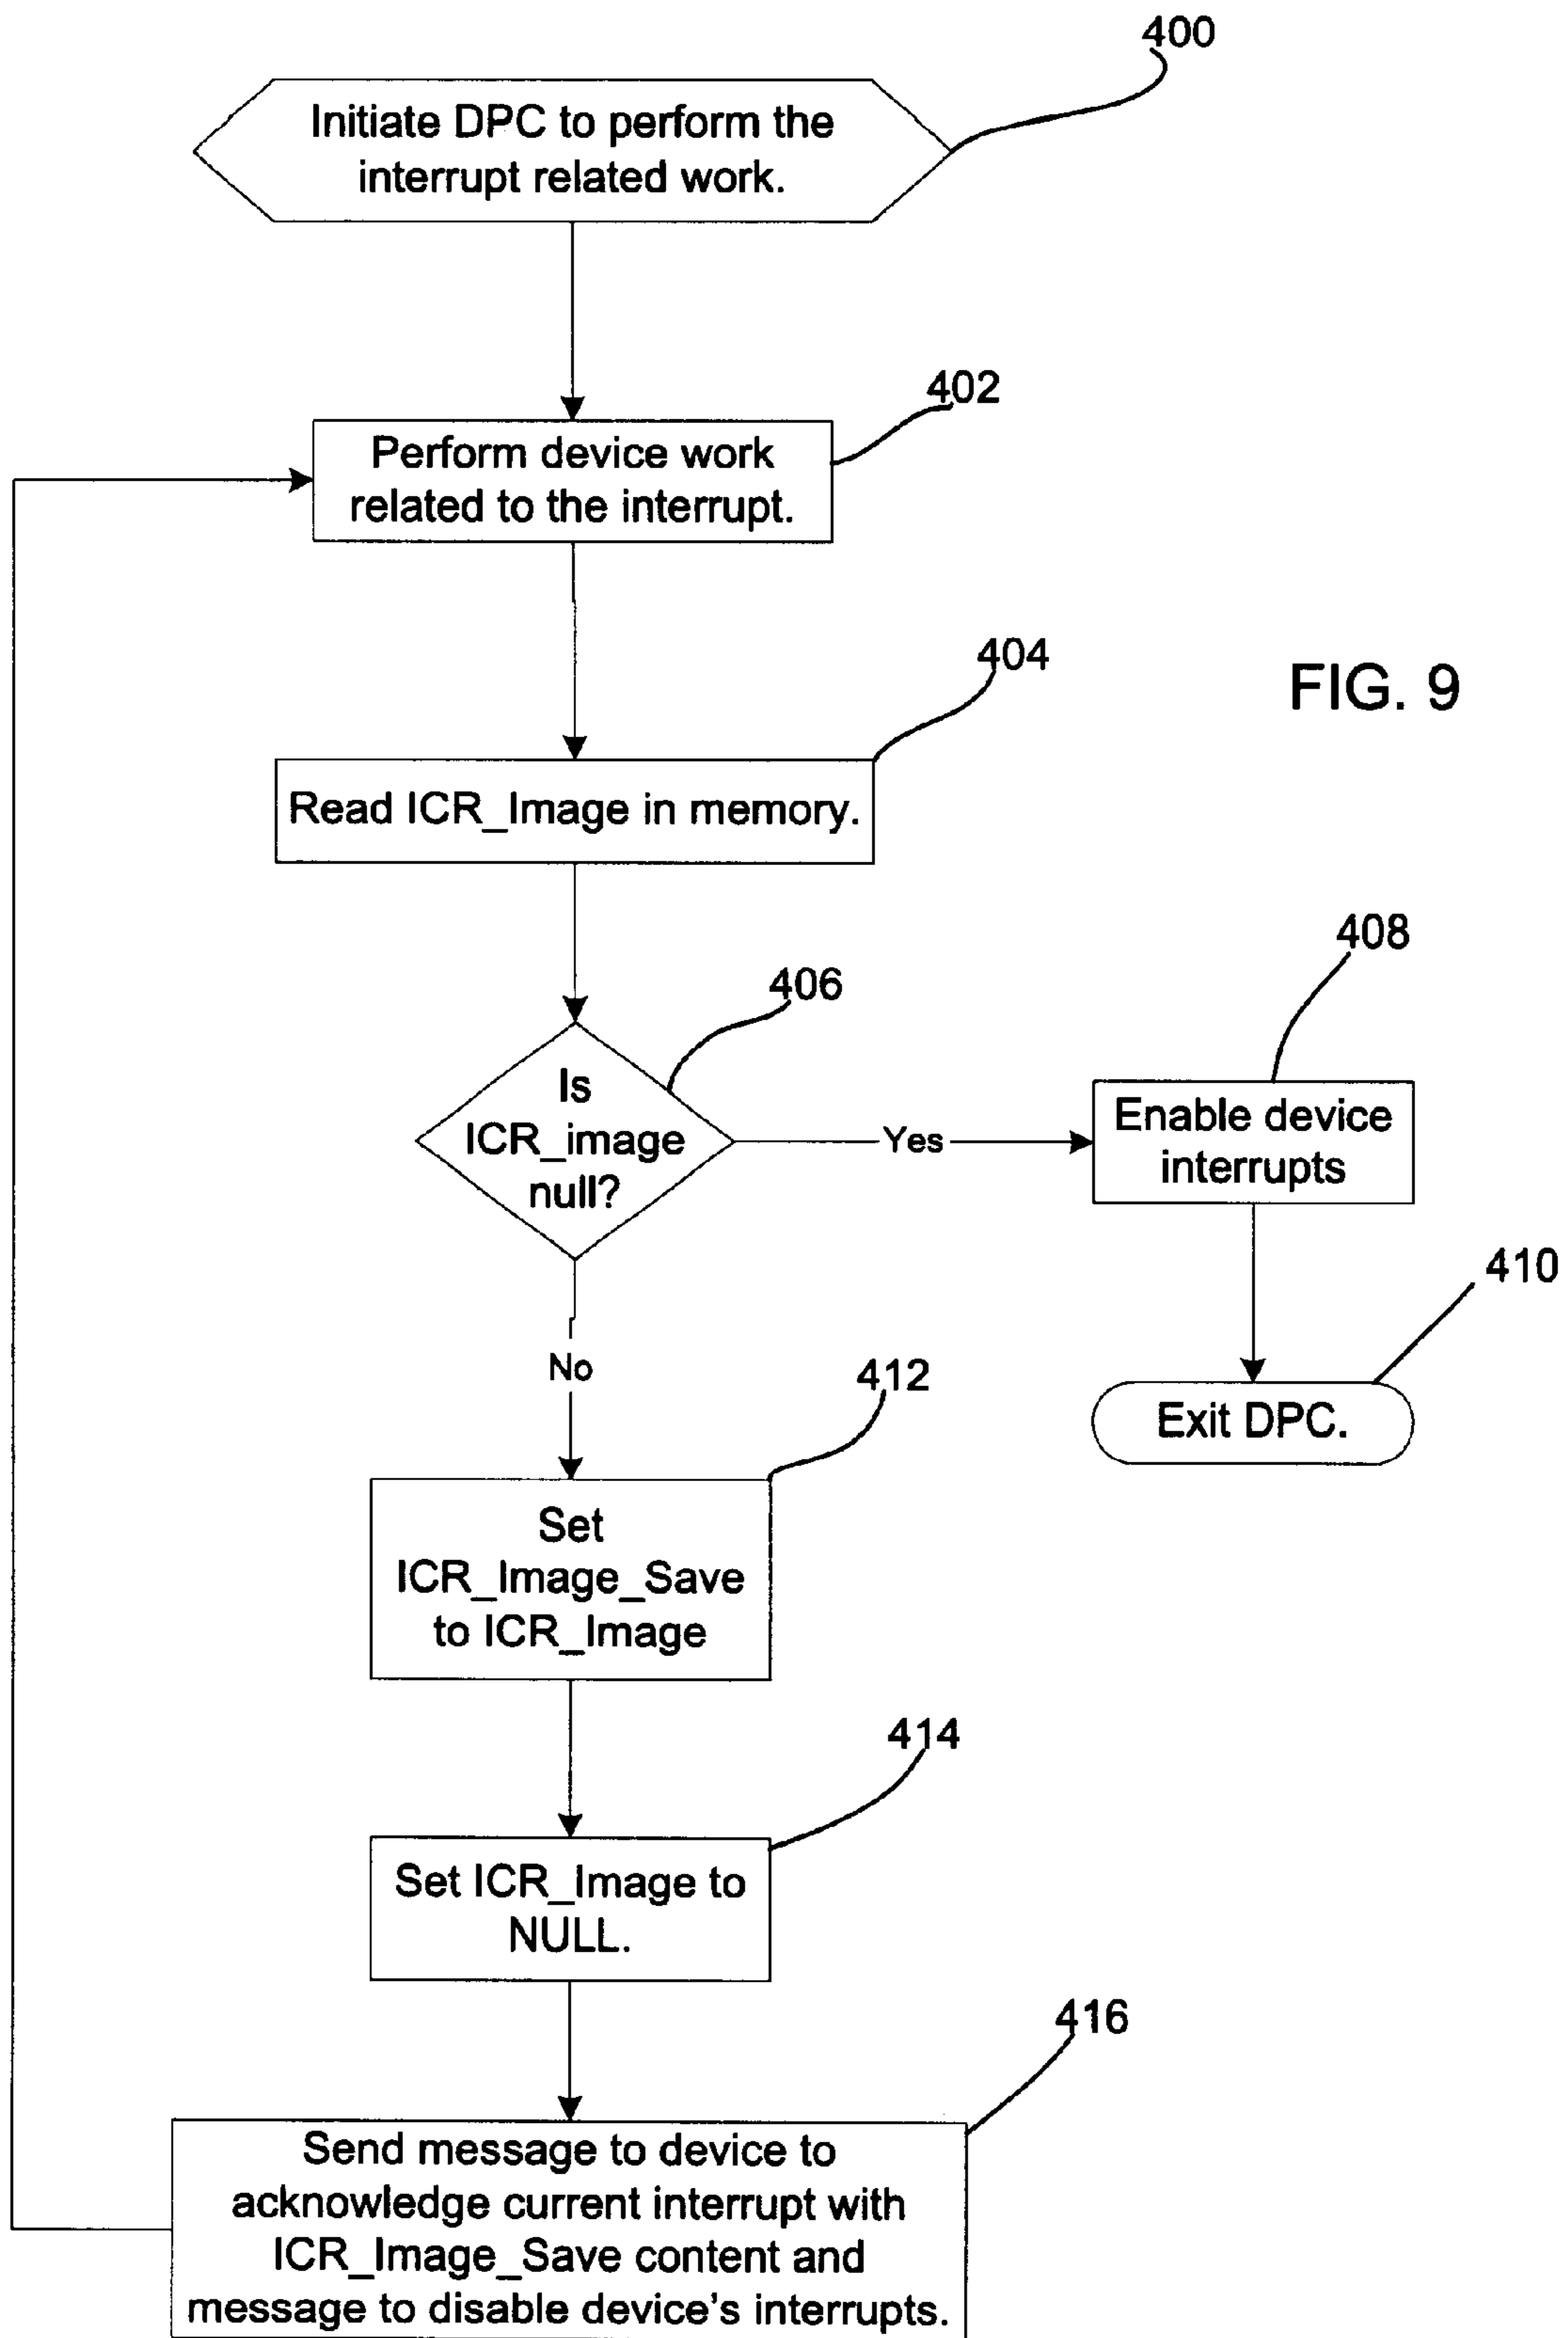 400
Initiate DPC to perform the
interrupt related work.
402
Perform device work
related to the interrupt.
404
FIG. 9
Read ICR_Image in memory.
406
408
Is
ICR_image
null?
Yes
Enable device
interrupts
410
No
412
Exit DPC.
Set
ICR_Image_Save
to ICR_Image
414
Set ICR_Image to
NULL.
416
Send message to device to
acknowledge current interrupt with
ICR_Image_Save content and
message to disable device's interrupts.